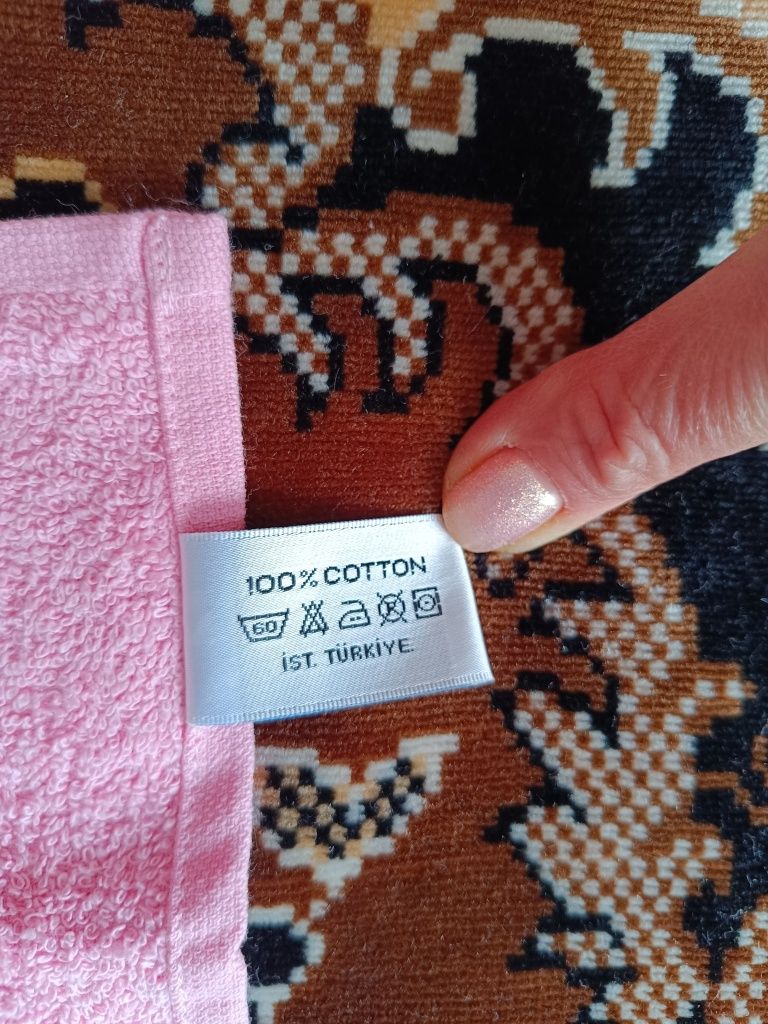 100% COTTON
60
İST. TÜRKİYE.